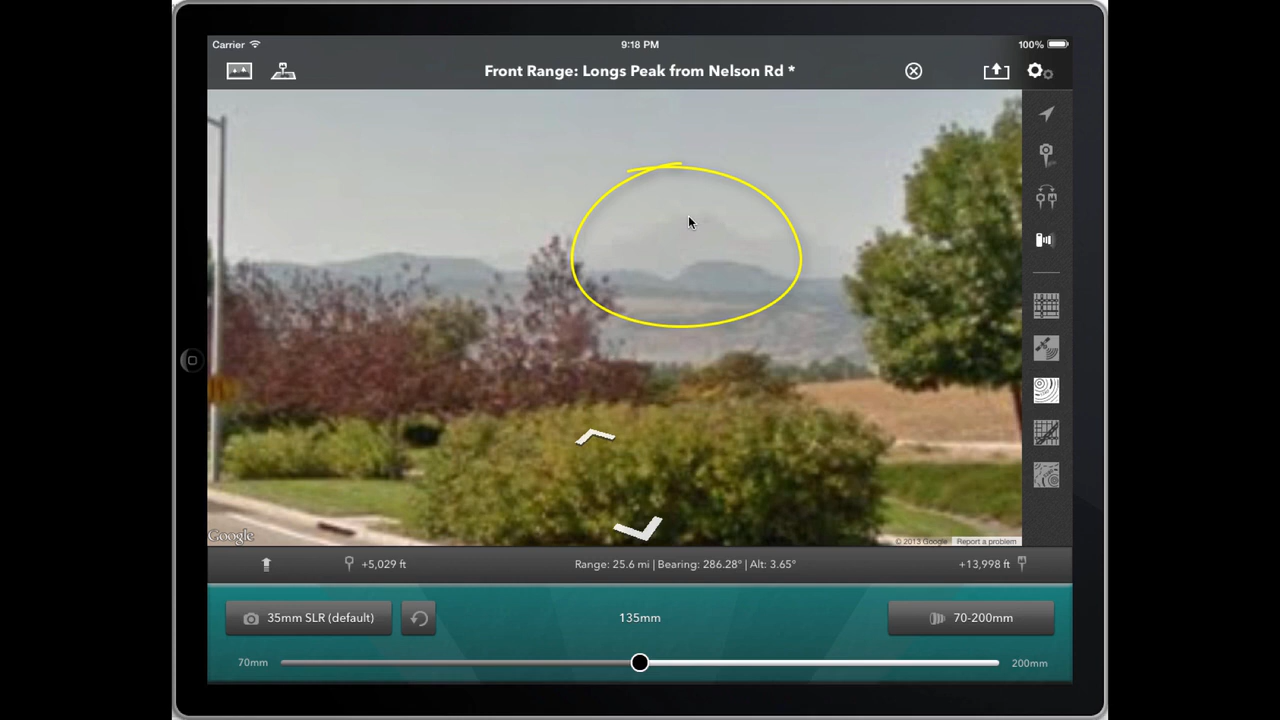 Carrier 9:18 PM 100%
Front Range: Longs Peak from Nelson Rd *
Google © 2013 Google Report a problem
+5,029 ft Range: 25.6 mi | Bearing: 286.28° | Alt: 3.65° +13,998 ft
35mm SLR (default) 135mm 70-200mm
70mm 200mm